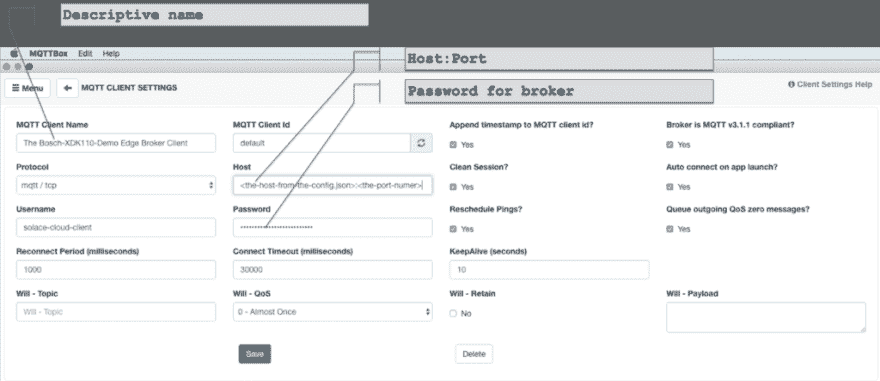 Descriptive name
MQTTBox Edit Help
Host:Port
Menu
MQTT CLIENT SETTINGS
Password for broker
Client Settings Help
MQTT Client Name
MQTT Client Id
Append timestamp to MQTT client id?
Broker is MQTT v3.1.1 compliant?
The Bosch-XDK110-Demo Edge Broker Client
default
Yes
Yes
Protocol
Host
Clean Session?
Auto connect on app launch?
mqtt / tcp
<the-host-from-the-config.json>:<the-port-numer>
Yes
Yes
Username
Password
Reschedule Pings?
Queue outgoing QoS zero messages?
solace-cloud-client
Yes
Yes
Reconnect Period (milliseconds)
Connect Timeout (milliseconds)
KeepAlive (seconds)
1000
30000
10
Will - Topic
Will - QoS
Will - Retain
Will - Payload
Will - Topic
0 - Almost Once
No
Save
Delete